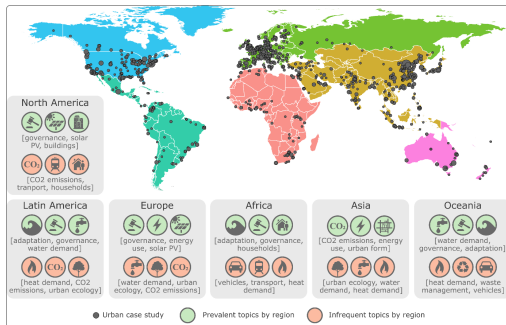 North America
[governance, solar
PV, buildings]
CO₂
[CO2 emissions,
tranport, households]
Latin America
[adaptation, governance,
water demand]
CO₂
[heat demand, CO2
emissions, urban ecology]
Europe
[governance, energy
house, solar PV]
CO₂
[water demand, urban
ecology, CO2 emissions]
Africa
[adaptation, governance,
households]
[vehicles, transport, heat
demand]
Asia
CO₂
[CO2 emissions, energy
use, urban form]
[urban ecology, water
demand, heat demand]
Oceania
[water demand,
governance, adaptation]
[heat demand, waste
management, vehicles]
Urban case study
Prevalent topics by region
Infrequent topics by region